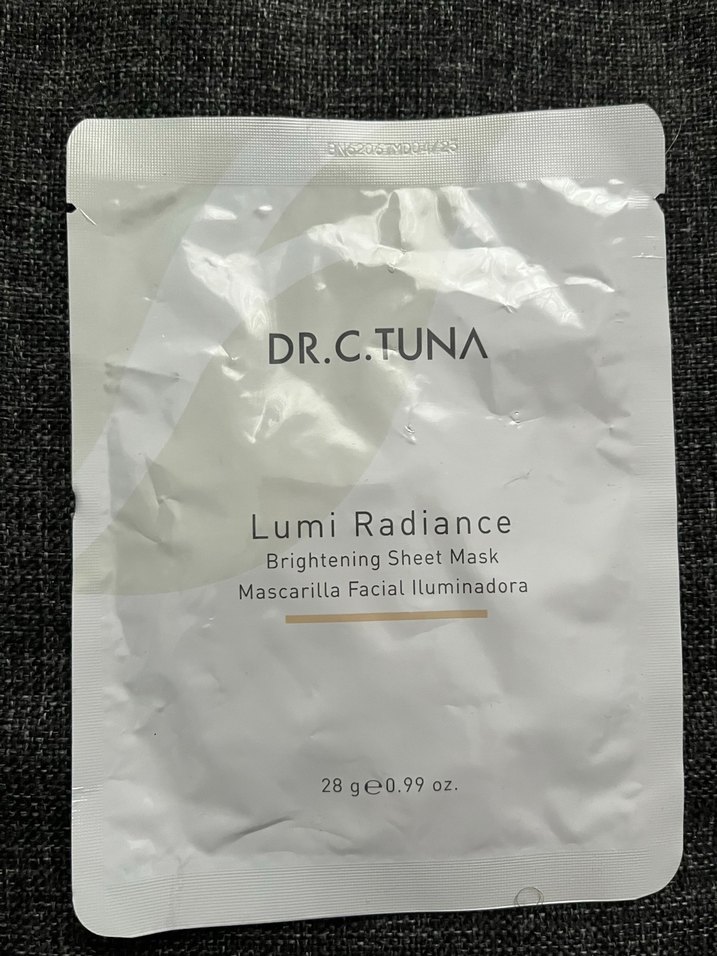 DR.C.TUNA
Lumi Radiance
Brightening Sheet Mask
Mascarilla Facial Iluminadora
28 g℮0.99 oz.